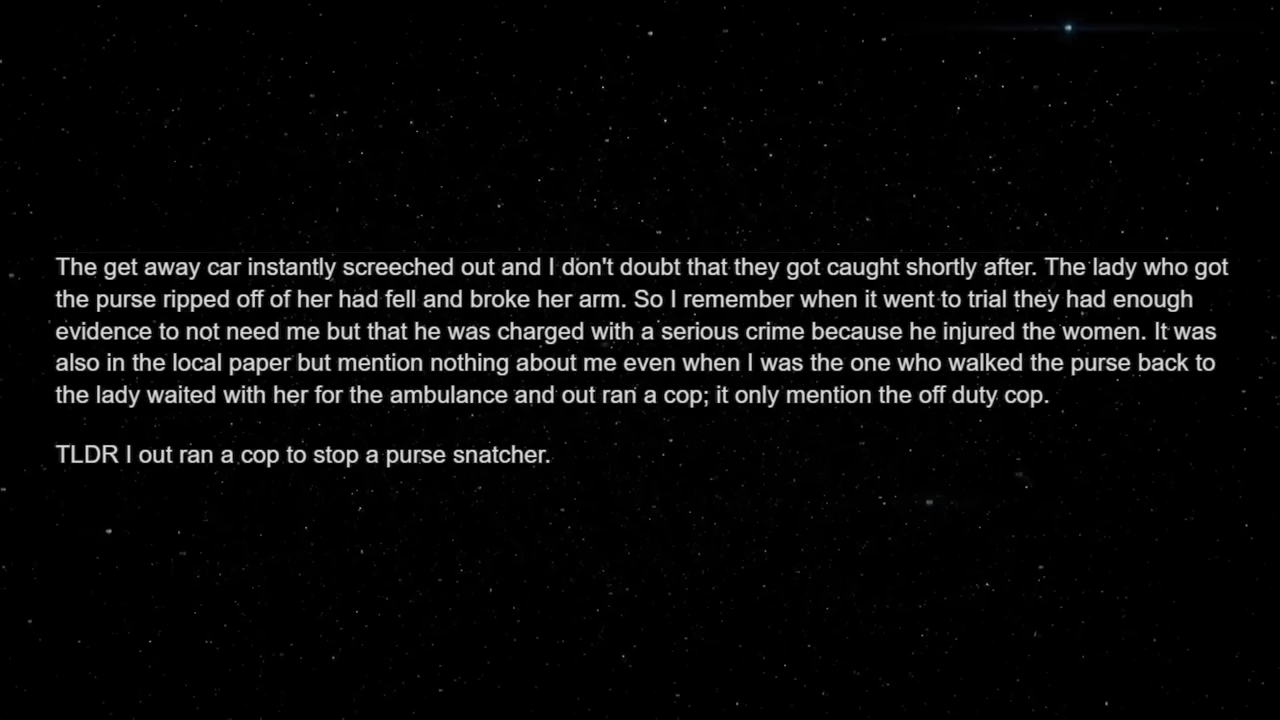 The get away car instantly screeched out and I don't doubt that they got caught shortly after. The lady who got
the purse ripped off of her had fell and broke her arm. So I remember when it went to trial they had enough
evidence to not need me but that he was charged with a serious crime because he injured the women. It was
also in the local paper but mention nothing about me even when I was the one who walked the purse back to
the lady waited with her for the ambulance and out ran a cop; it only mention the off duty cop.
TLDR I out ran a cop to stop a purse snatcher.